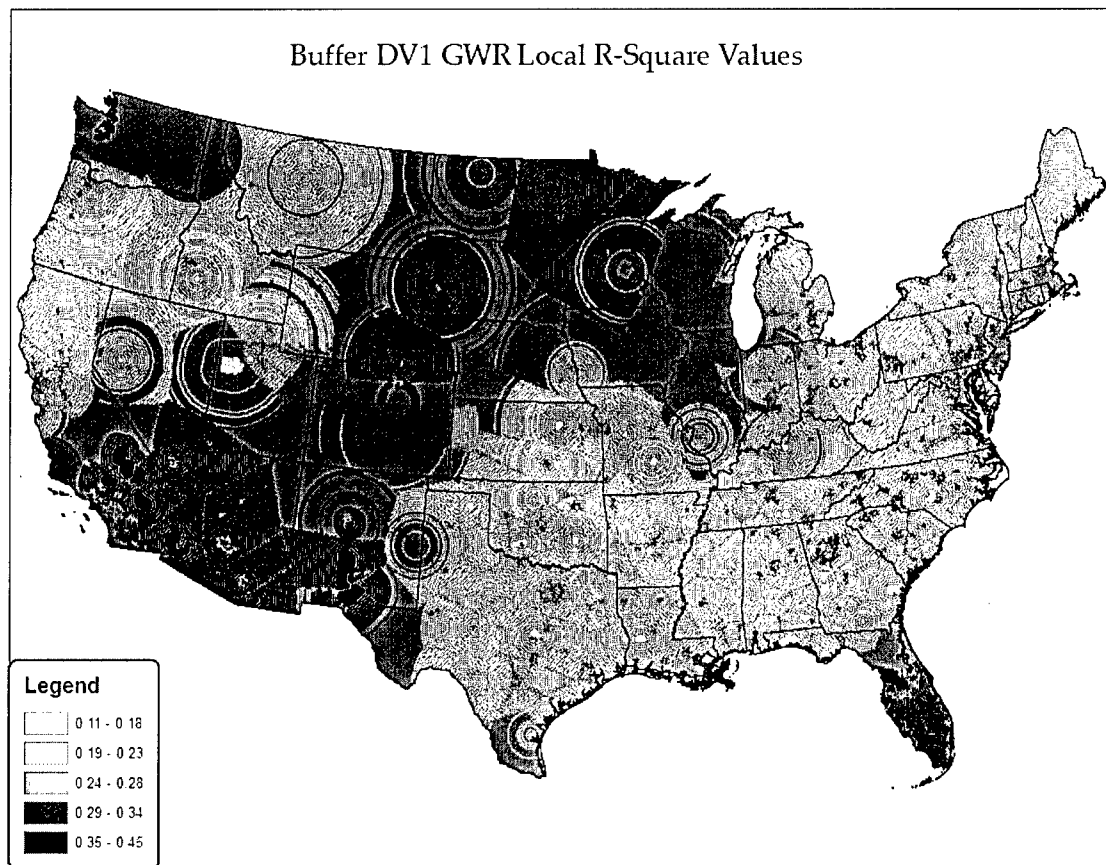 Buffer DV1 GWR Local R-Square Values
Legend
0 11 - 0 18
0 19 - 0 23
0 24 - 0 28
0 29 - 0 34
0 35 - 0 45